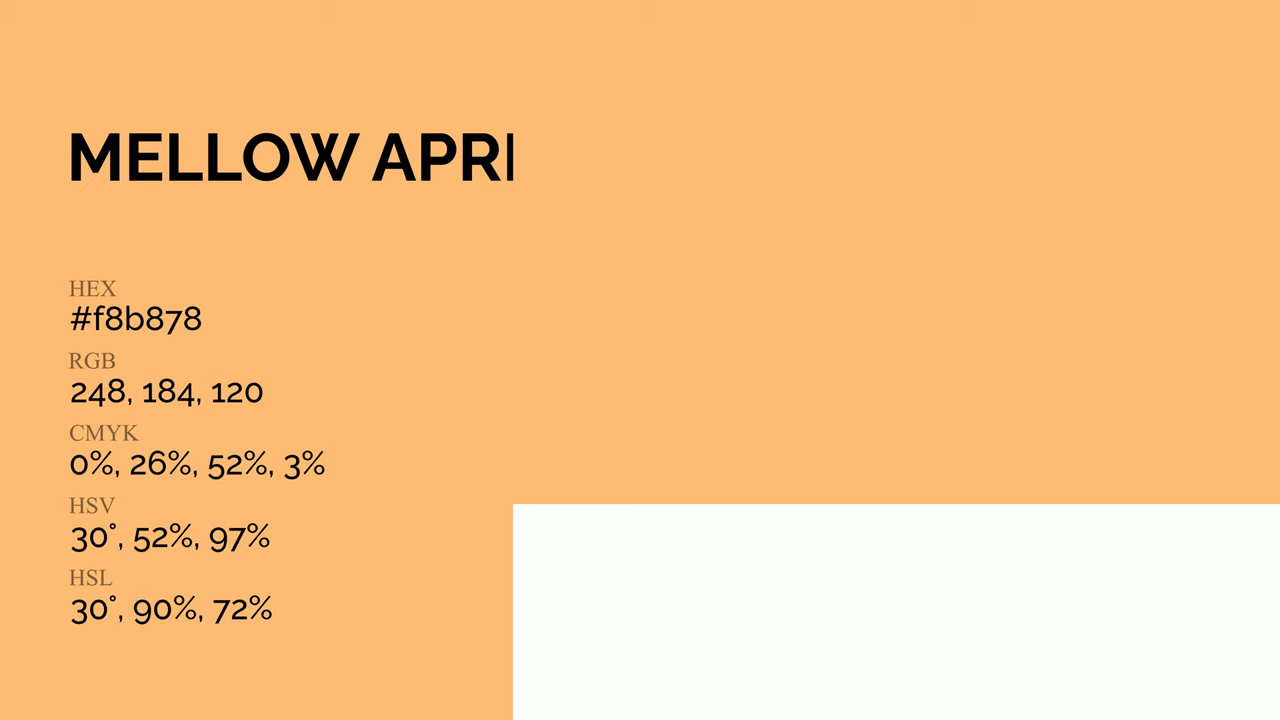 MELLOW APRI
HEX
#f8b878
RGB
248, 184, 120
CMYK
0%, 26%, 52%, 3%
HSV
30°, 52%, 97%
HSL
30°, 90%, 72%